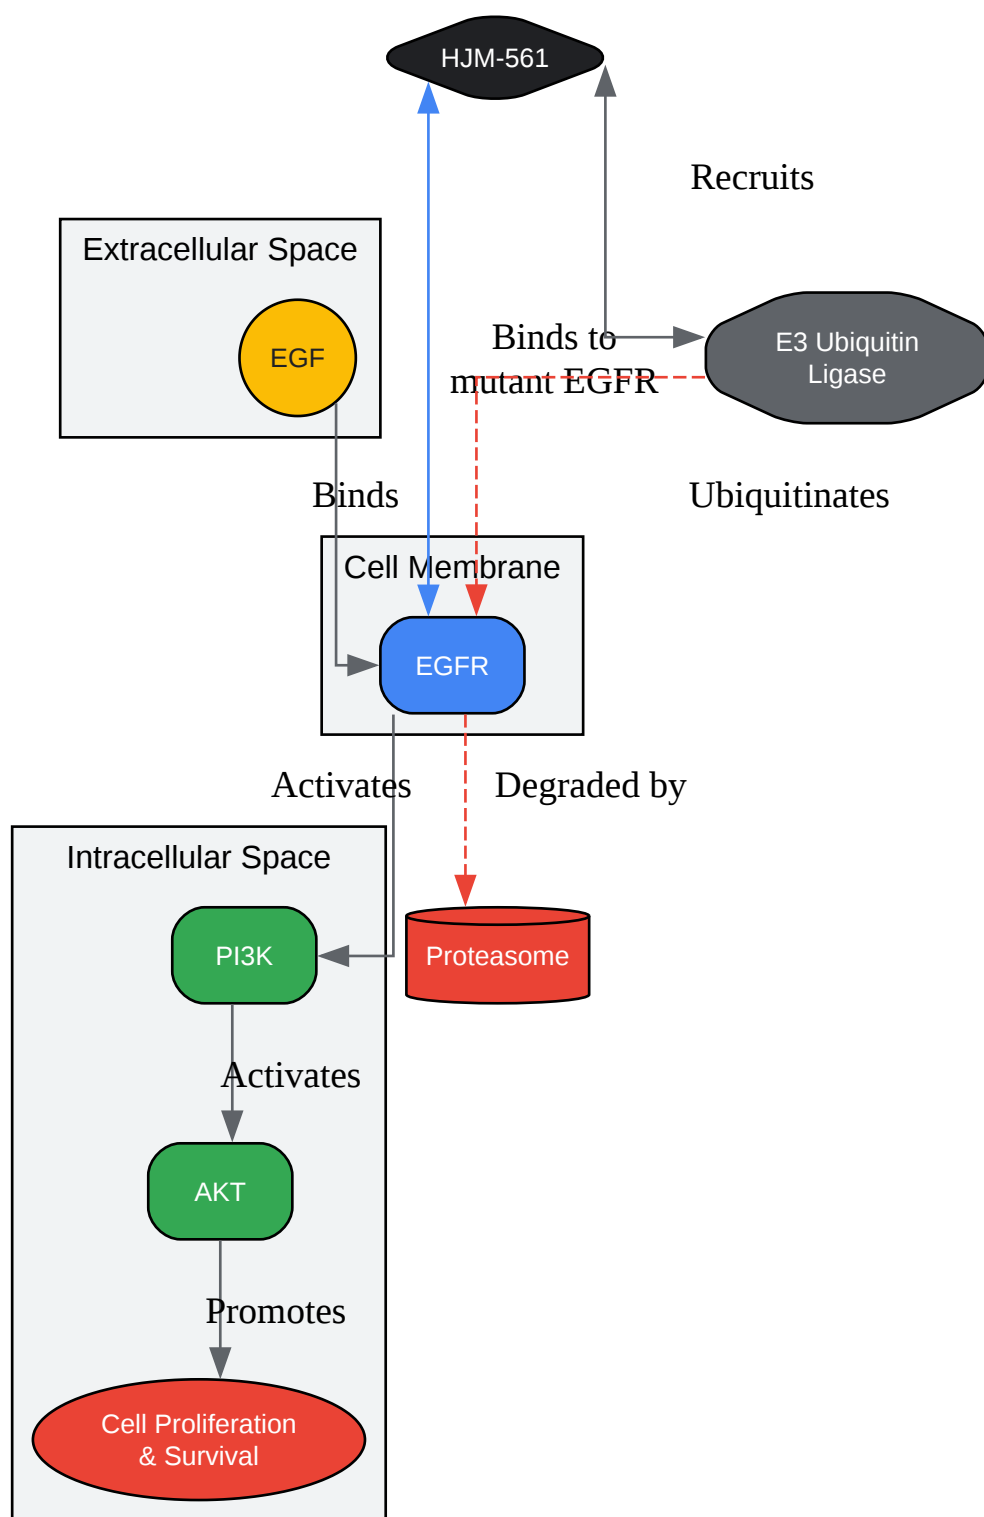 HJM-561
Recruits
Extracellular Space
EGF
Binds to
mutant EGFR
E3 Ubiquitin
Ligase
Binds
Ubiquitinates
Cell Membrane
EGFR
Activates
Degraded by
Intracellular Space
PI3K
Proteasome
Activates
AKT
Promotes
Cell Proliferation
& Survival